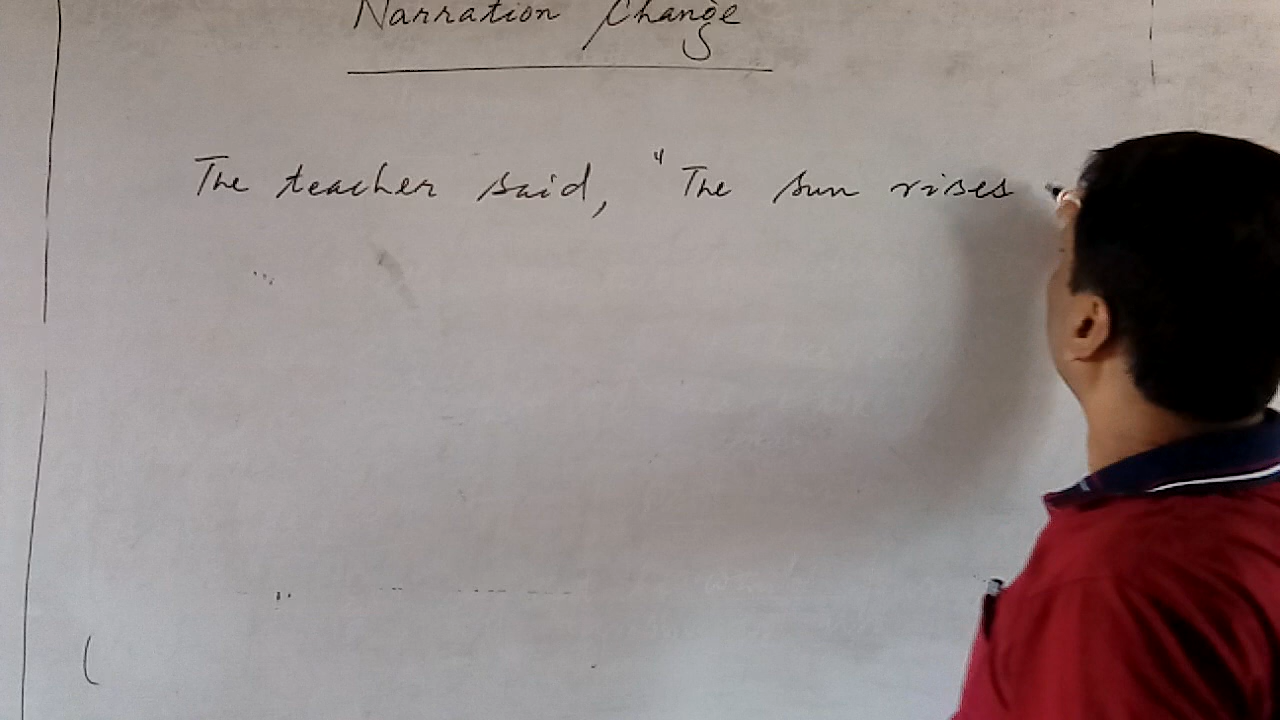 Narration Change
The teacher said, "The sun rises